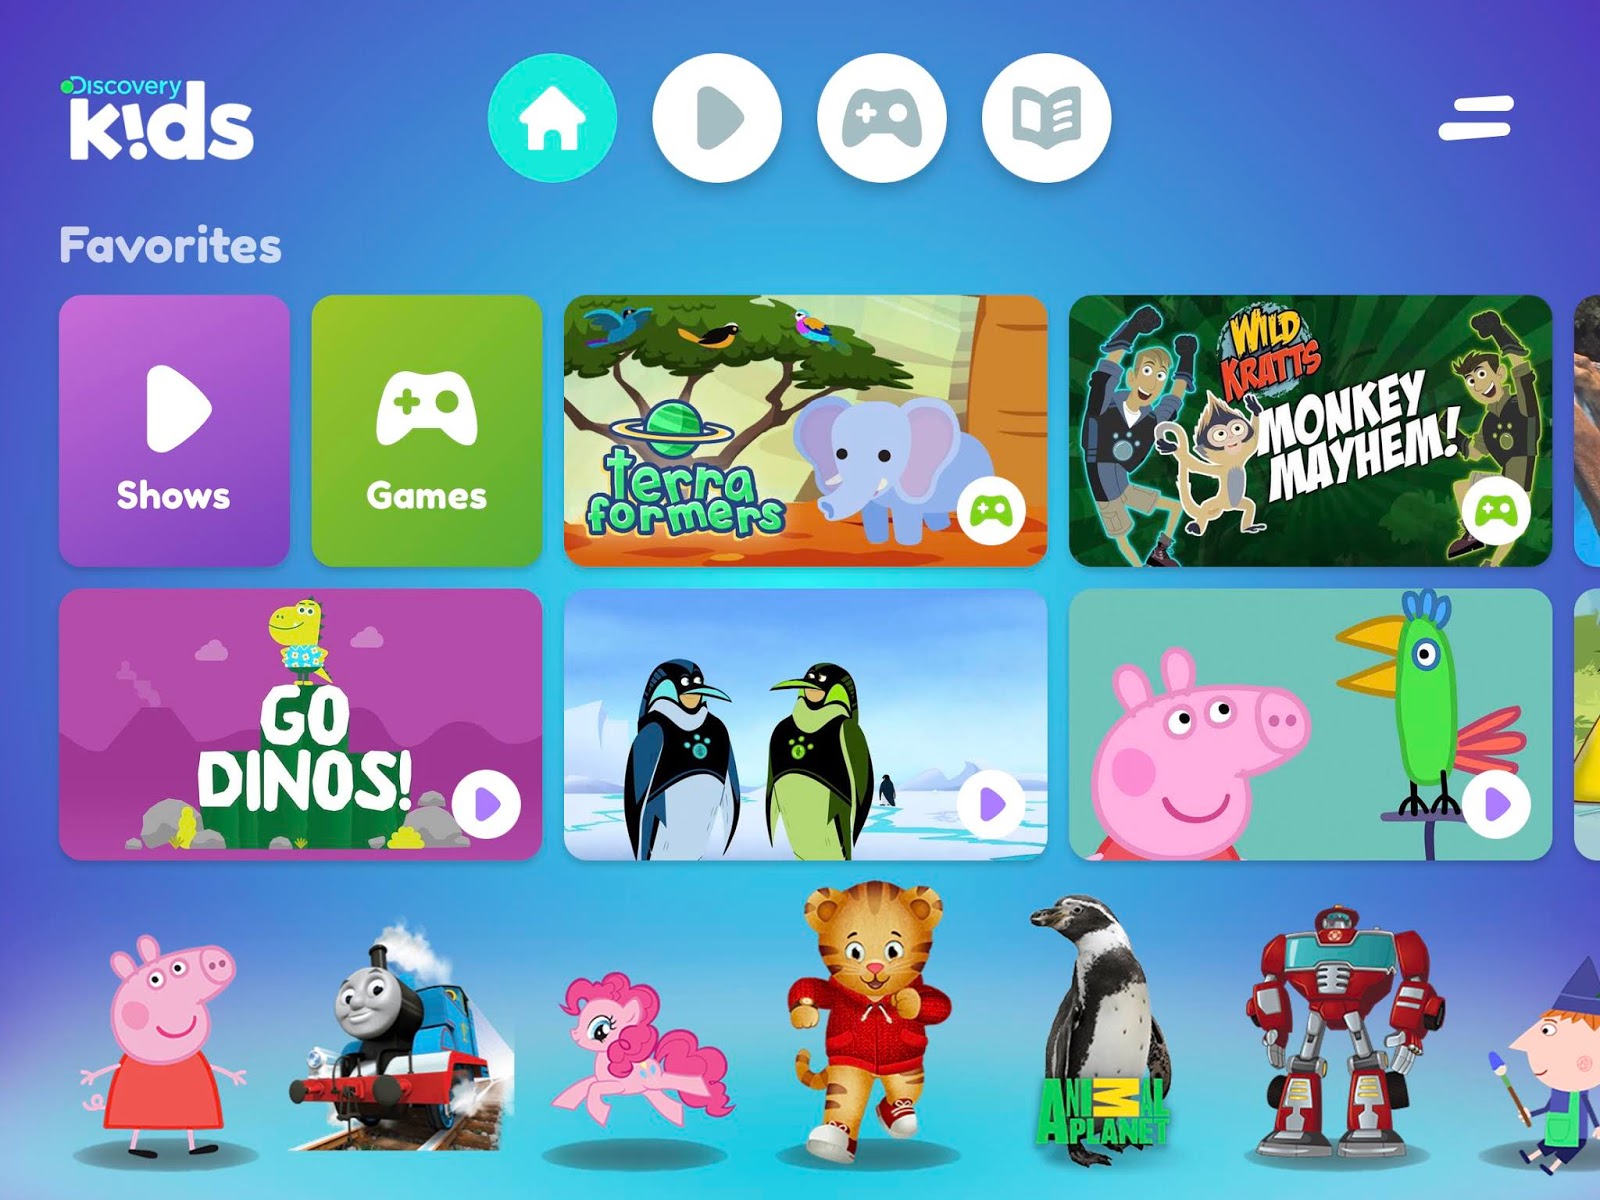 Discovery
k!ds
Favorites
Shows
Games
terra
formers
WILD
KRATTS
MONKEY
MAYHEM!
GO
DINOS!
ANIMAL
PLANET